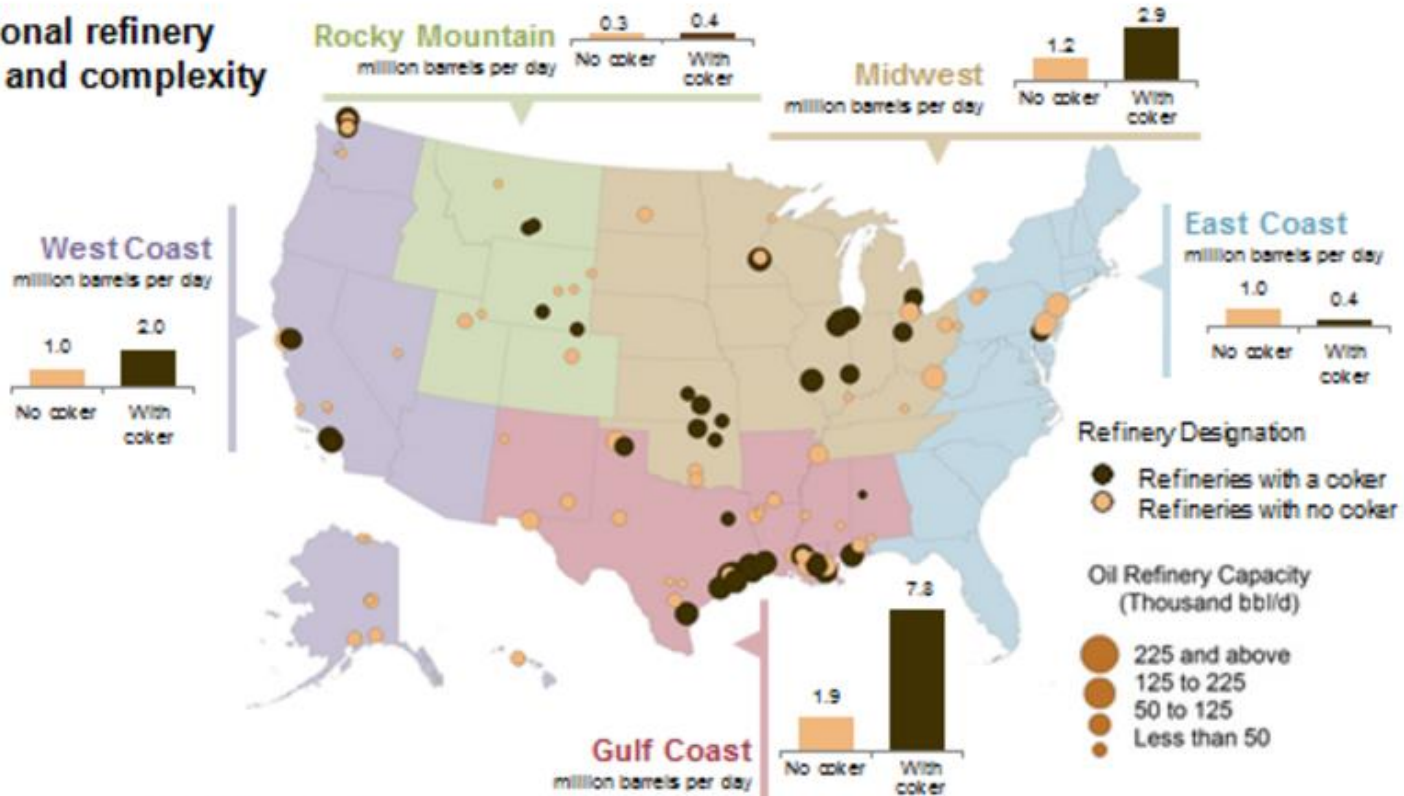 onal refinery
and complexity
Rocky Mountain
million barrels per day
0.3
0.4
No coker
With
coker
Midwest
million barrels per day
1.2
2.9
No coker
With
coker
West Coast
million barrels per day
1.0
2.0
No coker
With
coker
East Coast
million barrels per day
1.0
0.4
No coker
With
coker
Refinery Designation
Refineries with a coker
Refineries with no coker
Oil Refinery Capacity
(Thousand bbl/d)
225 and above
125 to 225
50 to 125
Less than 50
Gulf Coast
million barrels per day
1.9
7.8
No coker
With
coker